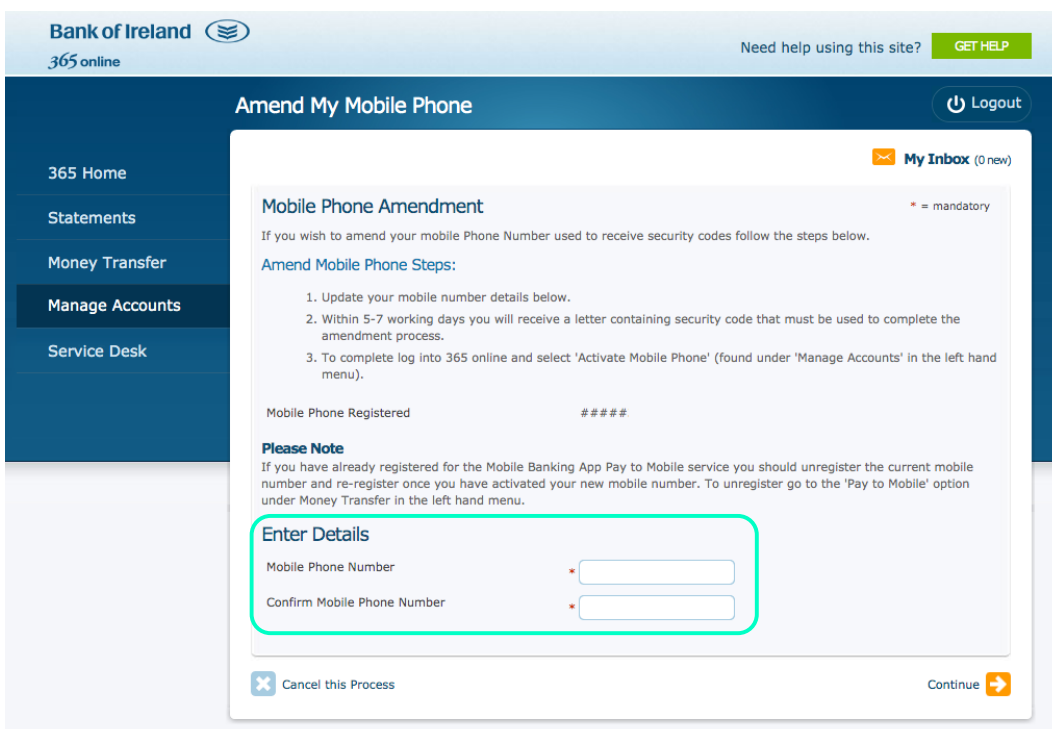 Bank of Ireland
365 online
Need help using this site?
GET HELP
Amend My Mobile Phone
Logout
My Inbox (0 new)
365 Home
Statements
Money Transfer
Manage Accounts
Service Desk
Mobile Phone Amendment
* = mandatory
If you wish to amend your mobile Phone Number used to receive security codes follow the steps below.
Amend Mobile Phone Steps:
1. Update your mobile number details below.
2. Within 5-7 working days you will receive a letter containing security code that must be used to complete the
amendment process.
3. To complete log into 365 online and select 'Activate Mobile Phone' (found under 'Manage Accounts' in the left hand
menu).
Mobile Phone Registered #####
Please Note
If you have already registered for the Mobile Banking App Pay to Mobile service you should unregister the current mobile
number and re-register once you have activated your new mobile number. To unregister go to the 'Pay to Mobile' option
under Money Transfer in the left hand menu.
Enter Details
Mobile Phone Number *
Confirm Mobile Phone Number *
Cancel this Process
Continue